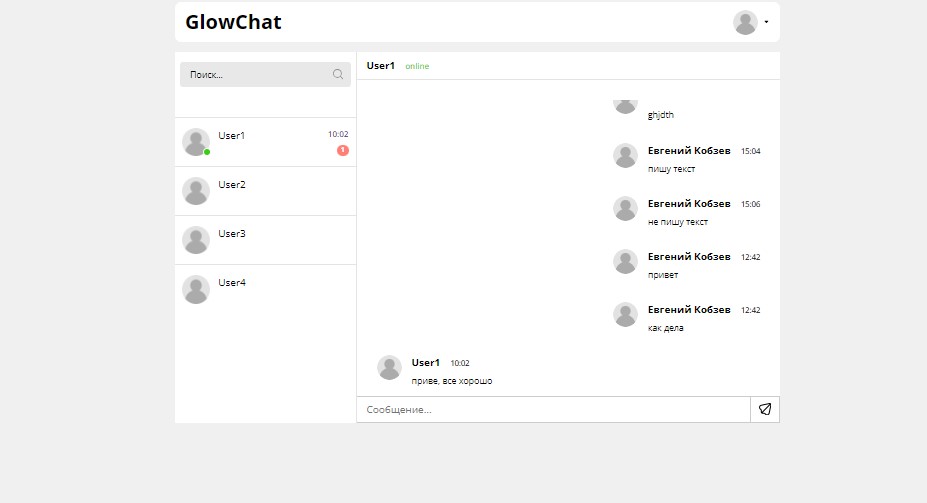 GlowChat
Поиск...
User1 10:02
1
User2
User3
User4
User1 online
ghjdth
Евгений Кобзев 15:04
пишу текст
Евгений Кобзев 15:06
не пишу текст
Евгений Кобзев 12:42
привет
Евгений Кобзев 12:42
как дела
User1 10:02
приве, все хорошо
Сообщение...